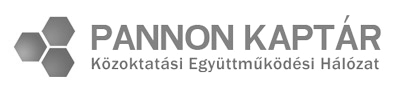 PANNON KAPTÁR
Közoktatási Együttműködési Hálózat